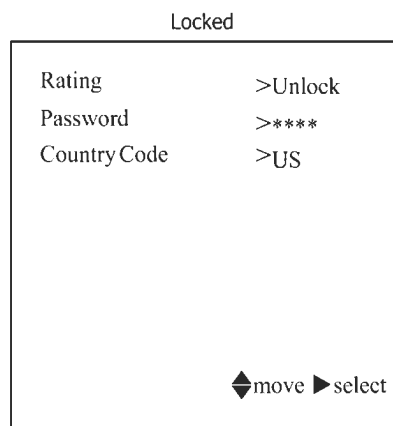 Locked
Rating >Unlock
Password >****
Country Code >US
move select